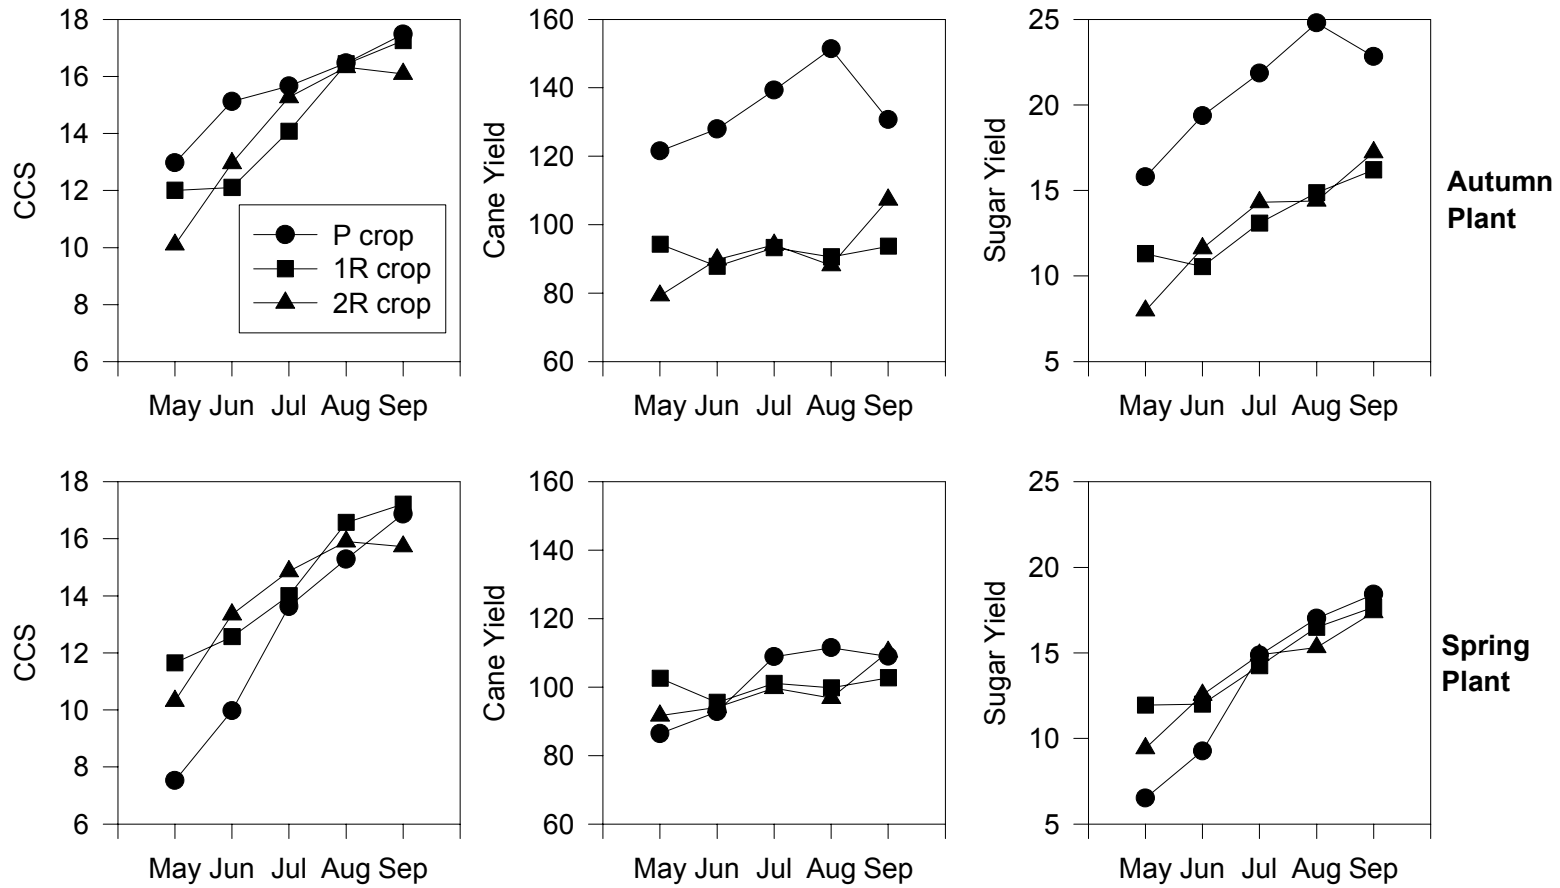 18
16
14
12
10
8
6
CCS
P crop
1R crop
2R crop
May Jun Jul Aug Sep
160
140
120
100
80
60
Cane Yield
May Jun Jul Aug Sep
25
20
15
10
5
Sugar Yield
May Jun Jul Aug Sep
Autumn
Plant
18
16
14
12
10
8
6
CCS
May Jun Jul Aug Sep
160
140
120
100
80
60
Cane Yield
May Jun Jul Aug Sep
25
20
15
10
5
Sugar Yield
May Jun Jul Aug Sep
Spring
Plant